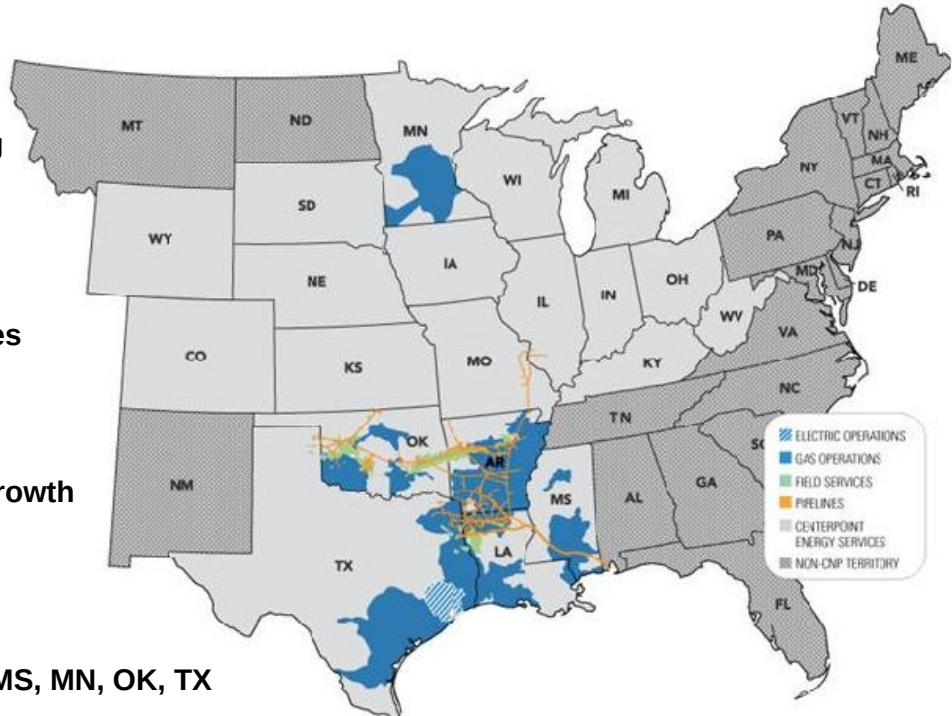 ME
MT
ND
MN
VT
NH
g
NY
MA
WI
CT
RI
MI
SD
WY
PA
NJ
IA
OH
NE
MD
DE
IL
IN
WV
VA
es
CO
MO
KY
KS
NC
TN
OK
ELECTRIC OPERATIONS
SC
AR
GAS OPERATIONS
NM
GA
FIELD SERVICES
rowth
MS
AL
PIPELINES
CENTERPOINT
ENERGY SERVICES
LA
TX
NON-CNP TERRITORY
FL
MS, MN, OK, TX